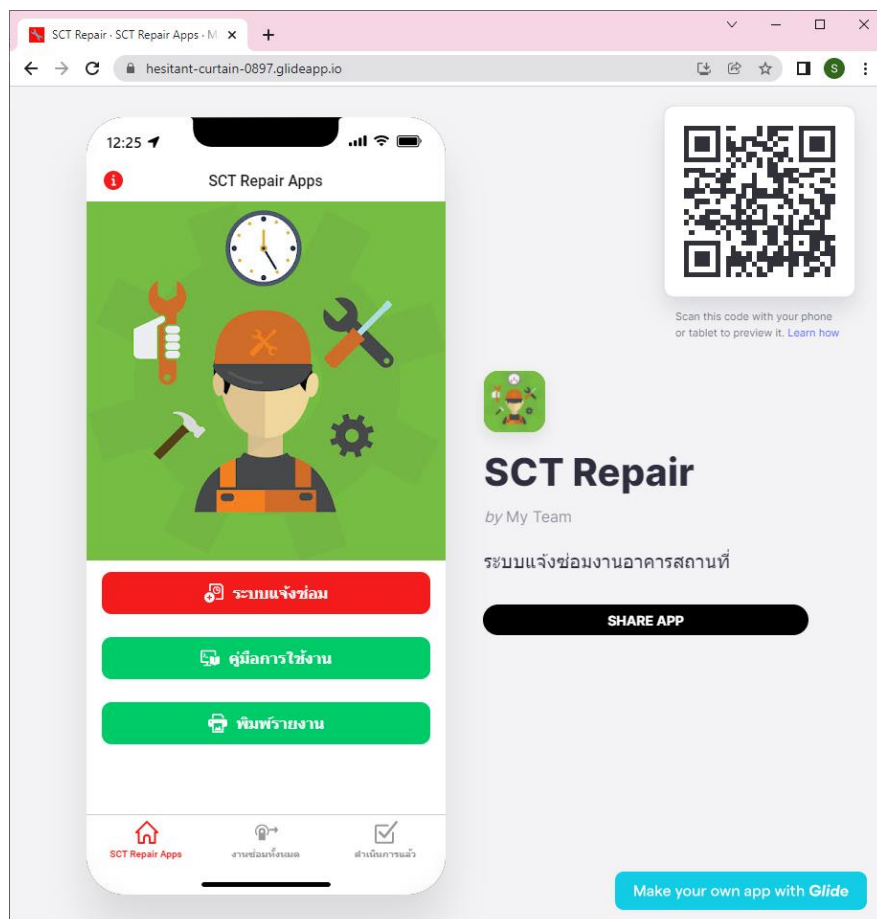 SCT Repair · SCT Repair Apps · M
hesitant-curtain-0897.glideapp.io
S
12:25
SCT Repair Apps
ระบบแจ้งซ่อม
คู่มือการใช้งาน
พิมพ์รายงาน
SCT Repair Apps
งานซ่อมทั้งหมด
ดำเนินการแล้ว
Scan this code with your phone
or tablet to preview it. Learn how
SCT Repair
by My Team
ระบบแจ้งซ่อมงานอาคารสถานที่
SHARE APP
Make your own app with Glide